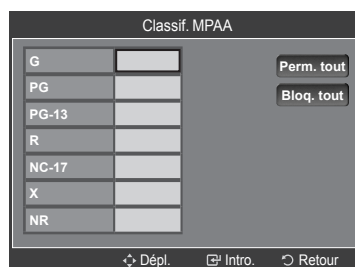 Classif. MPAA
G
Perm. tout
PG
Bloq. tout
PG-13
R
NC-17
X
NR
Dépl. Intro. Retour